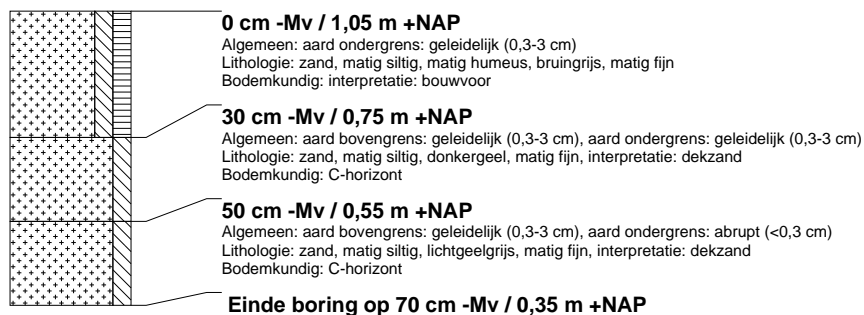 0 cm -Mv / 1,05 m +NAP
Algemeen: aard ondergrens: geleidelijk (0,3-3 cm)
Lithologie: zand, matig siltig, matig humeus, bruingrijs, matig fijn
Bodemkundig: interpretatie: bouwvoor
30 cm -Mv / 0,75 m +NAP
Algemeen: aard bovengrens: geleidelijk (0,3-3 cm), aard ondergrens: geleidelijk (0,3-3 cm)
Lithologie: zand, matig siltig, donkergeel, matig fijn, interpretatie: dekzand
Bodemkundig: C-horizont
50 cm -Mv / 0,55 m +NAP
Algemeen: aard bovengrens: geleidelijk (0,3-3 cm), aard ondergrens: abrupt (<0,3 cm)
Lithologie: zand, matig siltig, lichtgeelgrijs, matig fijn, interpretatie: dekzand
Bodemkundig: C-horizont
Einde boring op 70 cm -Mv / 0,35 m +NAP